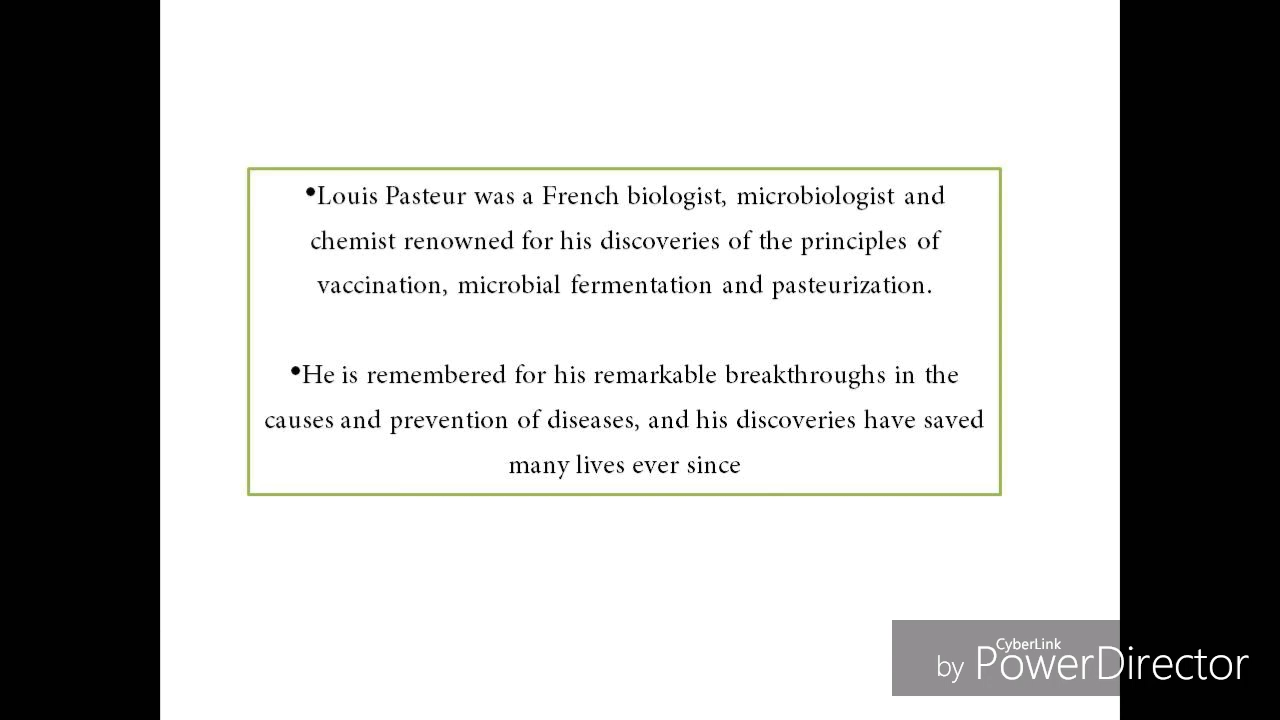 •Louis Pasteur was a French biologist, microbiologist and
chemist renowned for his discoveries of the principles of
vaccination, microbial fermentation and pasteurization.
•He is remembered for his remarkable breakthroughs in the
causes and prevention of diseases, and his discoveries have saved
many lives ever since
CyberLink
by PowerDirector